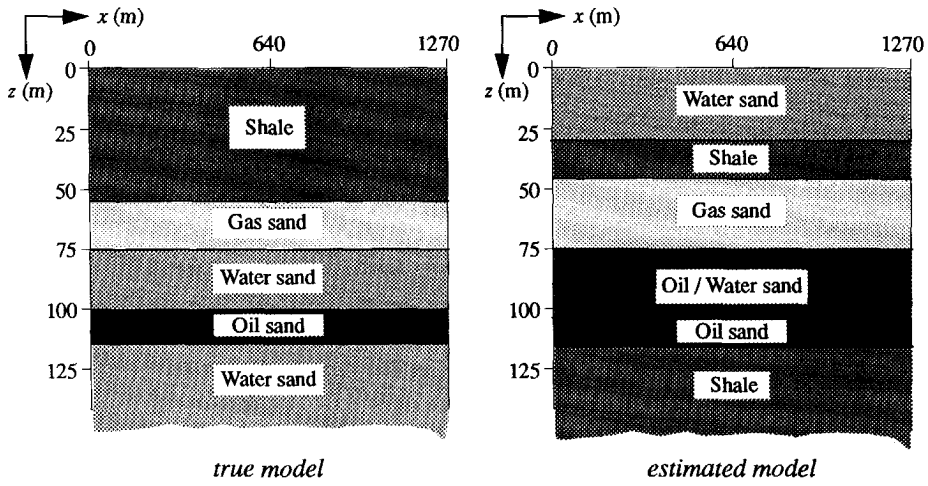 x (m)
0 640 1270
z (m)
0
25
50
75
100
125
Shale
Gas sand
Water sand
Oil sand
Water sand
true model
x (m)
0 640 1270
z (m)
0
25
50
75
100
125
Water sand
Shale
Gas sand
Oil / Water sand
Oil sand
Shale
estimated model